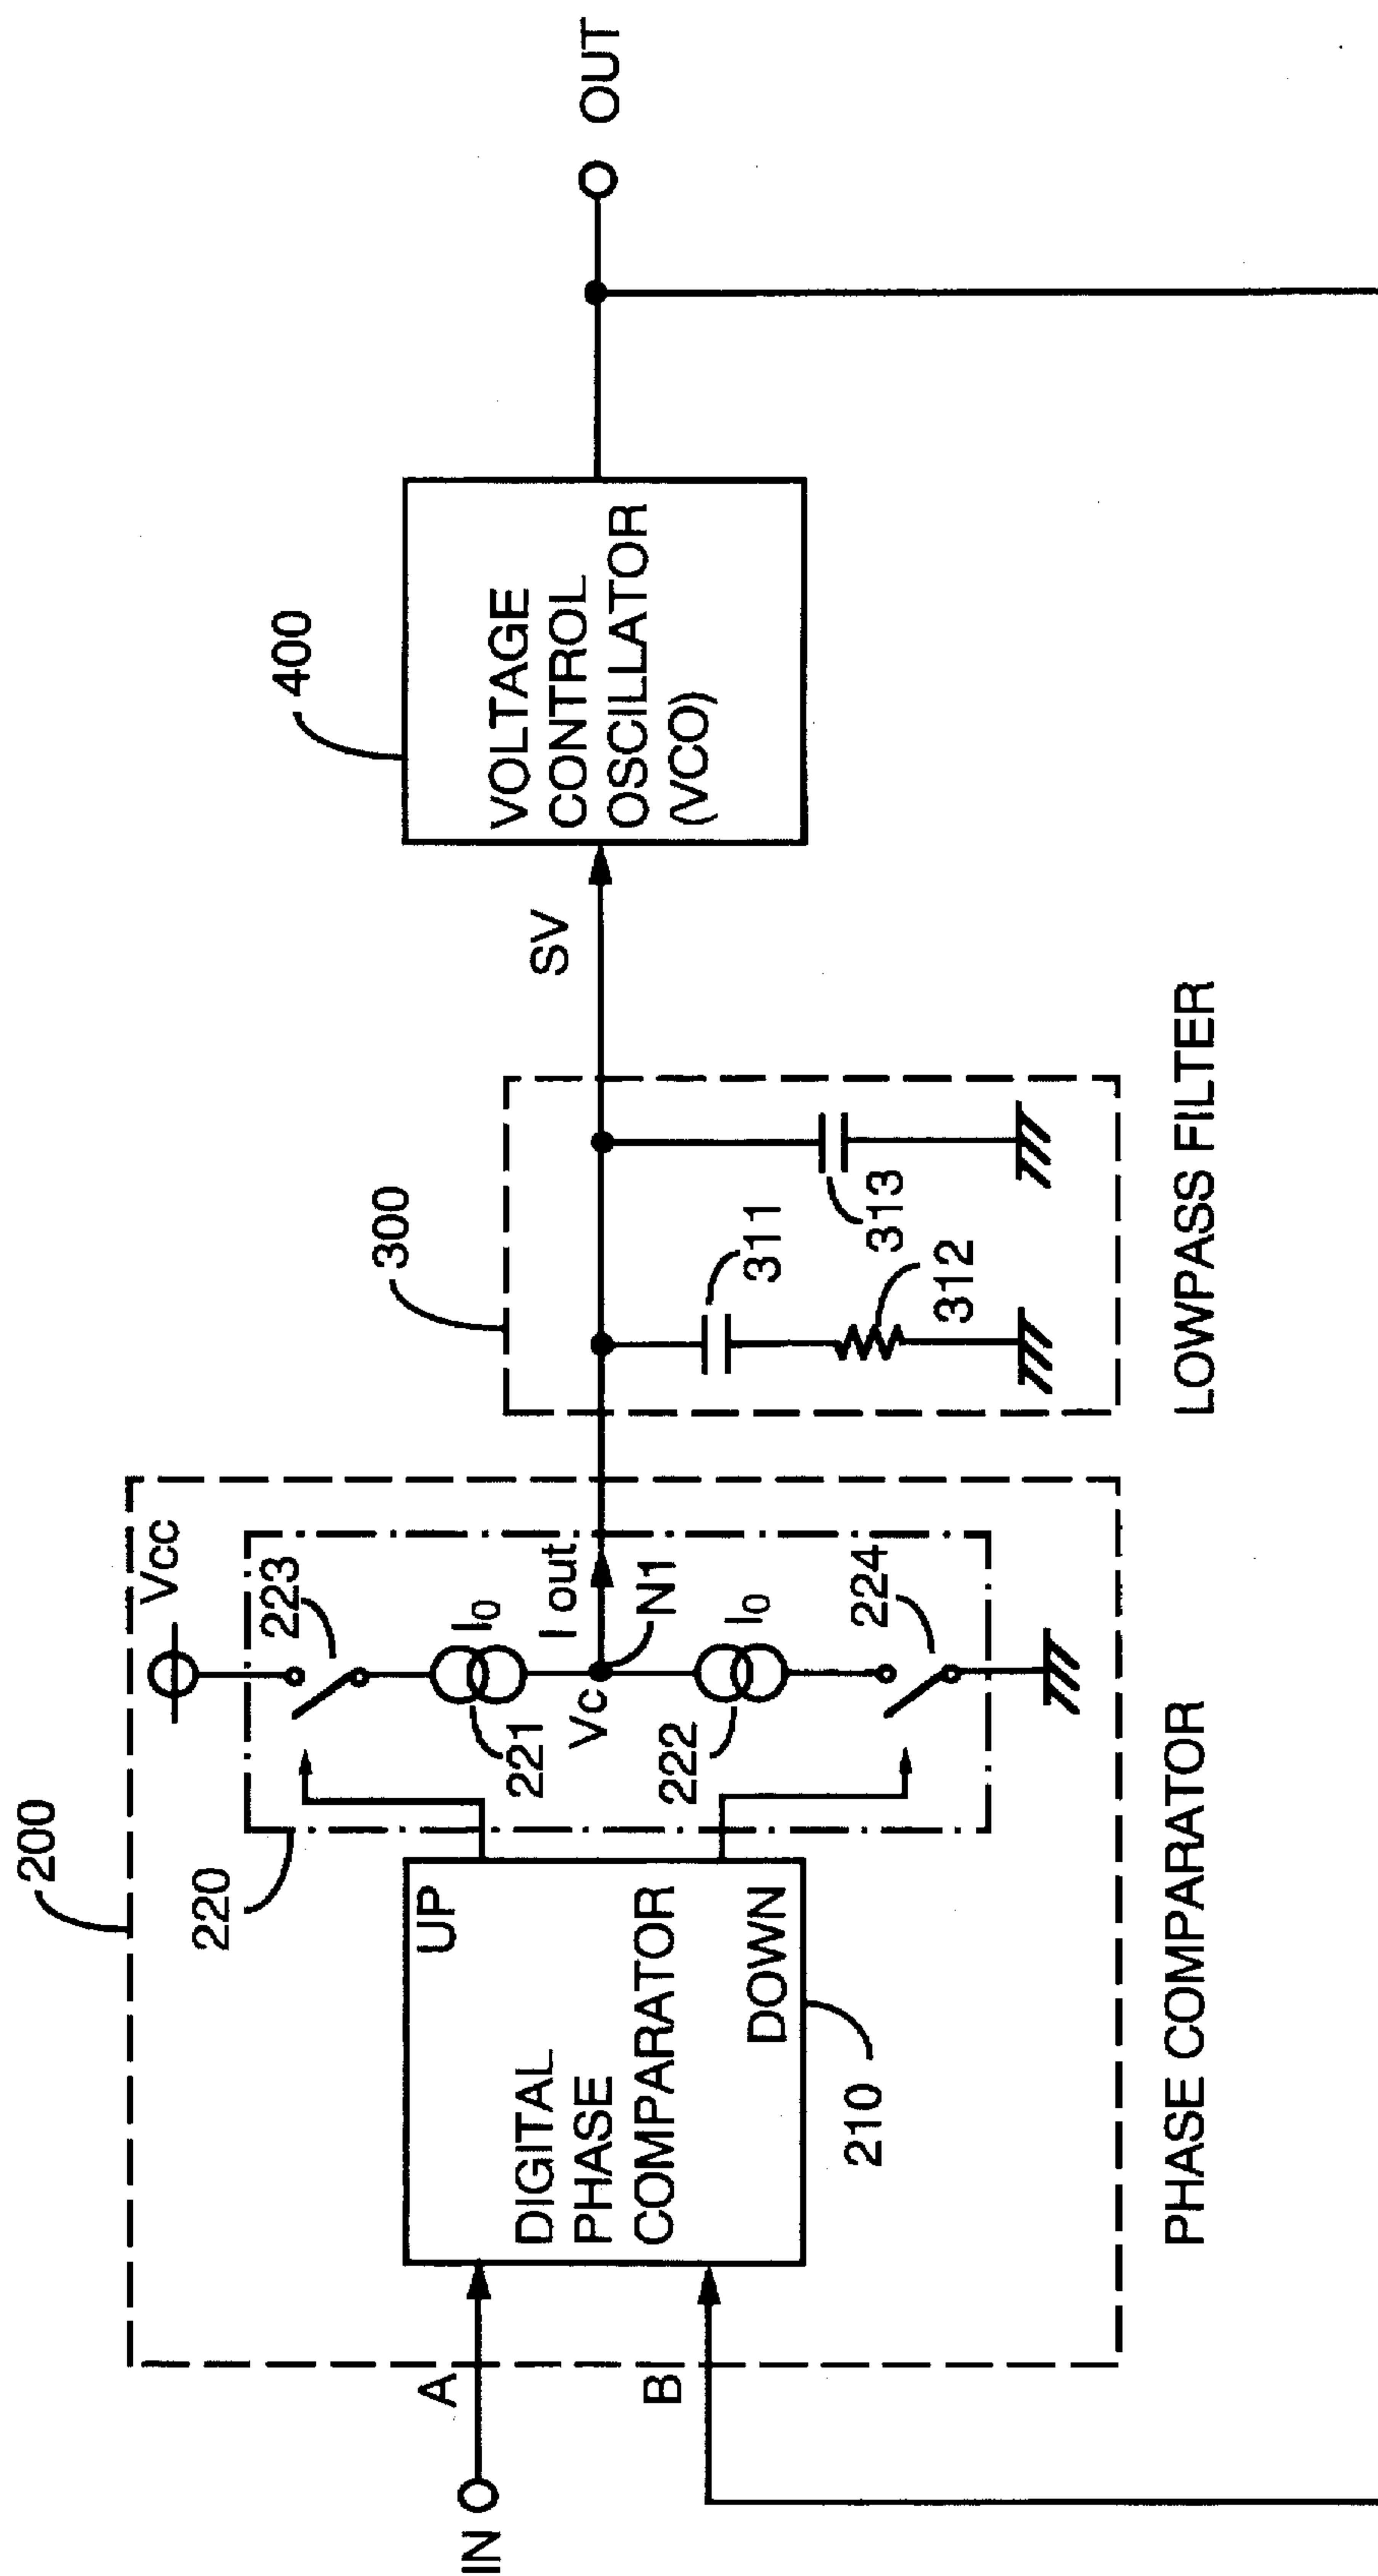 200
220
Vcc
223
I0
I out
N1
Vc
221
222
I0
224
UP
DIGITAL
PHASE
COMPARATOR
DOWN
210
IN
A
B
PHASE COMPARATOR
300
311
312
313
LOWPASS FILTER
SV
400
VOLTAGE
CONTROL
OSCILLATOR
(VCO)
OUT